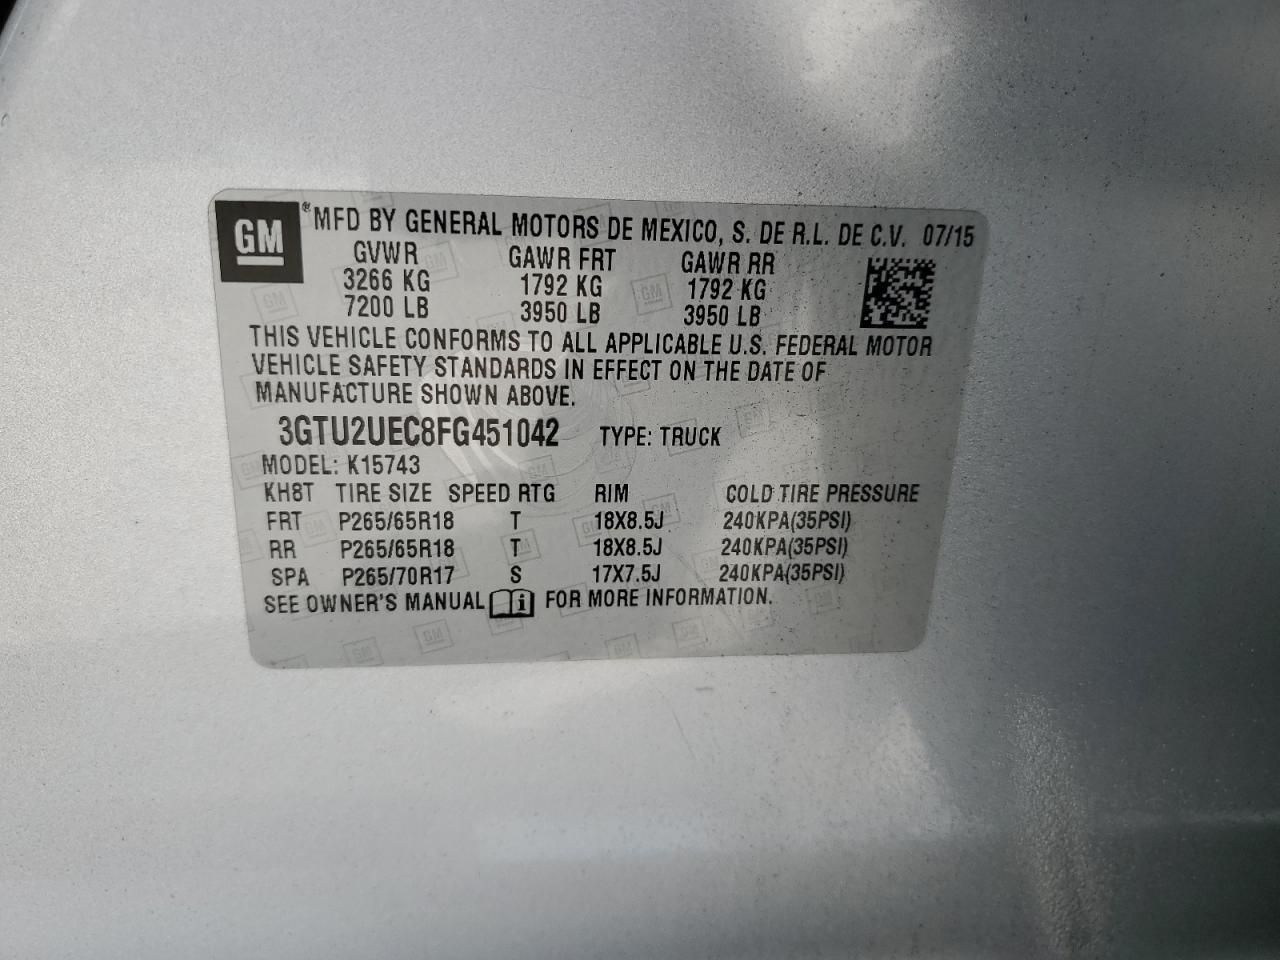 GM ® MFD BY GENERAL MOTORS DE MEXICO, S. DE R.L. DE C.V. 07/15
GVWR GAWR FRT GAWR RR
3266 KG 1792 KG 1792 KG
7200 LB 3950 LB 3950 LB
THIS VEHICLE CONFORMS TO ALL APPLICABLE U.S. FEDERAL MOTOR
VEHICLE SAFETY STANDARDS IN EFFECT ON THE DATE OF
MANUFACTURE SHOWN ABOVE.
3GTU2UEC8FG451042 TYPE: TRUCK
MODEL: K15743
KH8T TIRE SIZE SPEED RTG RIM COLD TIRE PRESSURE
FRT P265/65R18 T 18X8.5J 240KPA(35PSI)
RR P265/65R18 T 18X8.5J 240KPA(35PSI)
SPA P265/70R17 S 17X7.5J 240KPA(35PSI)
SEE OWNER'S MANUAL i FOR MORE INFORMATION.